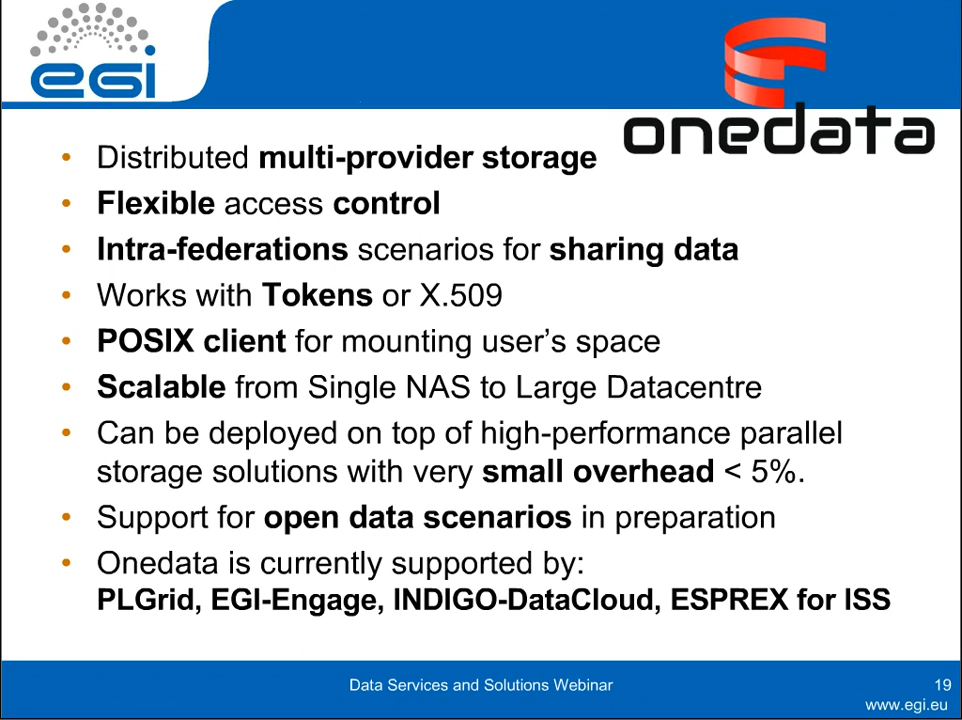 egi
onedata
• Distributed multi-provider storage
• Flexible access control
• Intra-federations scenarios for sharing data
• Works with Tokens or X.509
• POSIX client for mounting user’s space
• Scalable from Single NAS to Large Datacentre
• Can be deployed on top of high-performance parallel
storage solutions with very small overhead < 5%.
• Support for open data scenarios in preparation
• Onedata is currently supported by:
PLGrid, EGI-Engage, INDIGO-DataCloud, ESPREX for ISS
Data Services and Solutions Webinar
19
www.egi.eu